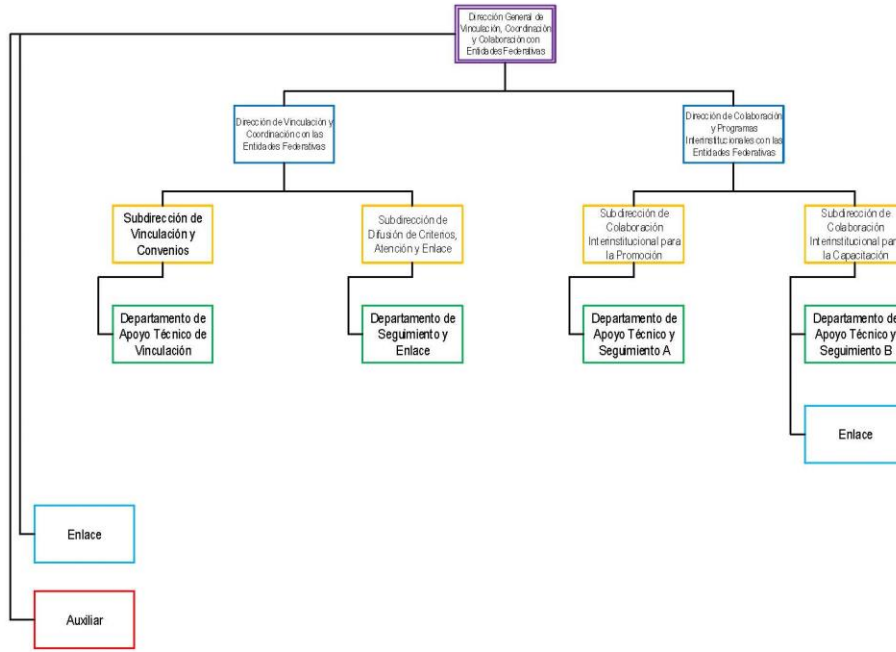 Dirección General de
Vinculación, Coordinación
y Colaboración con
Entidades Federativas
Dirección de Vinculación y
Coordinación con las
Entidades Federativas
Dirección de Colaboración
y Programas
Interinstitucionales con las
Entidades Federativas
Subdirección de
Vinculación y
Convenios
Subdirección de
Difusión de Criterios,
Atención y Enlace
Subdirección de
Colaboración
Interinstitucional para
la Promoción
Subdirección de
Colaboración
Interinstitucional para
la Capacitación
Departamento de
Apoyo Técnico de
Vinculación
Departamento de
Seguimiento y
Enlace
Departamento de
Apoyo Técnico y
Seguimiento A
Departamento de
Apoyo Técnico y
Seguimiento B
Enlace
Enlace
Auxiliar